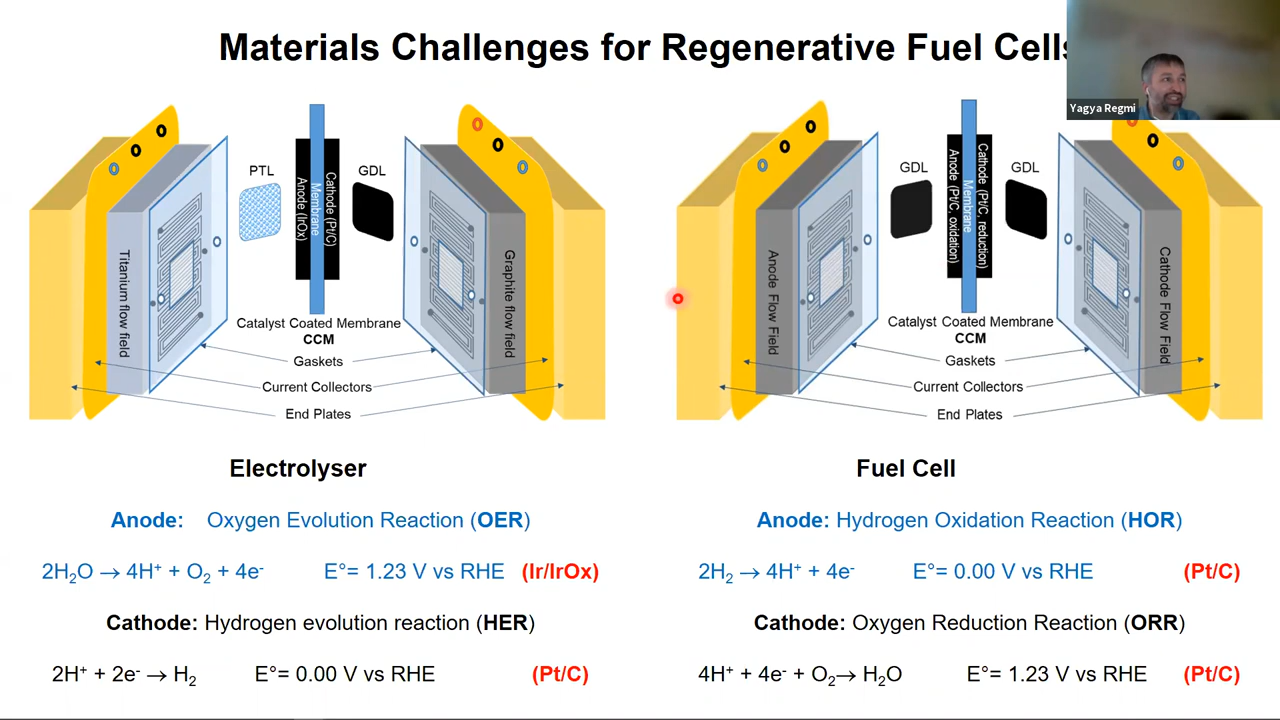 Materials Challenges for Regenerative Fuel Cells
Yagya Regmi
PTL
GDL
Anode (IrOx)
Membrane
Cathode (Pt/C)
Titanium flow field
Graphite flow field
Catalyst Coated Membrane
CCM
Gaskets
Current Collectors
End Plates
GDL
GDL
Anode (Pt/C, oxidation)
Membrane
Cathode (Pt/C, reduction)
Anode Flow Field
Cathode Flow Field
Catalyst Coated Membrane
CCM
Gaskets
Current Collectors
End Plates
Electrolyser
Anode: Oxygen Evolution Reaction (OER)
2H₂O → 4H⁺ + O₂ + 4e⁻ E°= 1.23 V vs RHE (Ir/IrOx)
Cathode: Hydrogen evolution reaction (HER)
2H⁺ + 2e⁻ → H₂ E°= 0.00 V vs RHE (Pt/C)
Fuel Cell
Anode: Hydrogen Oxidation Reaction (HOR)
2H₂ → 4H⁺ + 4e⁻ E°= 0.00 V vs RHE (Pt/C)
Cathode: Oxygen Reduction Reaction (ORR)
4H⁺ + 4e⁻ + O₂→ H₂O E°= 1.23 V vs RHE (Pt/C)